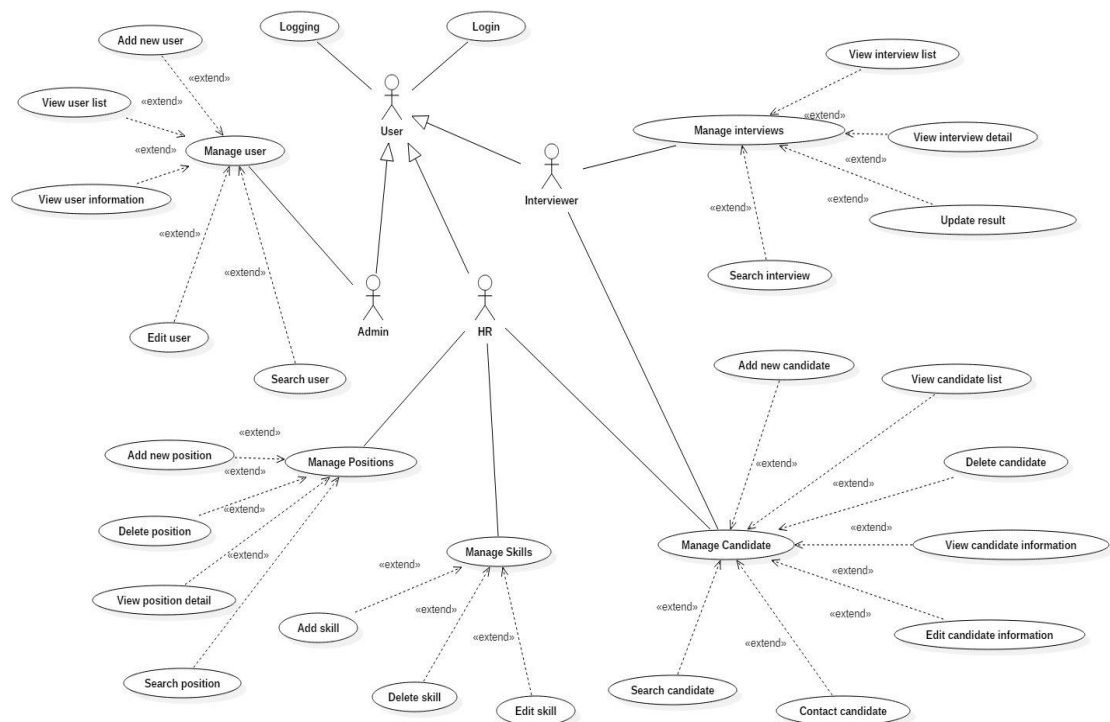 Logging
Login
Add new user
«extend»
View user list
«extend»
User
«extend»
Manage user
View user information
«extend»
«extend»
Edit user
Search user
Admin
HR
Interviewer
View interview list
Manage interviews
«extend»
View interview detail
«extend»
«extend»
«extend»
Update result
Search interview
Add new position
«extend»
Manage Positions
«extend»
Delete position
«extend»
View position detail
«extend»
Search position
Manage Skills
«extend»
Add skill
«extend»
Delete skill
«extend»
Edit skill
Add new candidate
View candidate list
«extend»
Delete candidate
«extend»
Manage Candidate
«extend»
View candidate information
«extend»
Edit candidate information
«extend»
«extend»
Search candidate
«extend»
Contact candidate